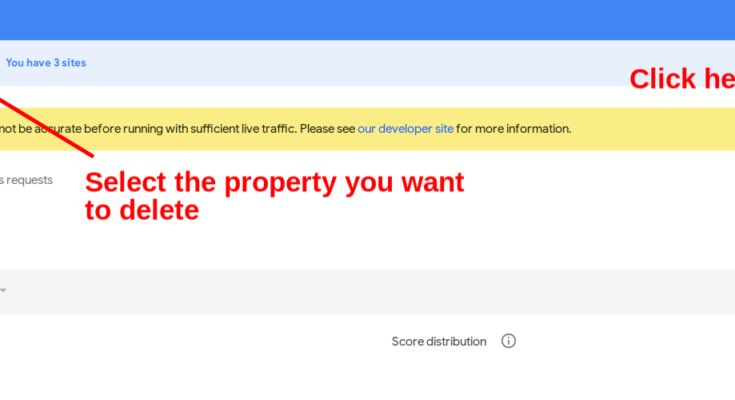 You have 3 sites
Click
not be accurate before running with sufficient live traffic. Please see our developer site for more information.
requests
Select the property you want
to delete
Score distribution